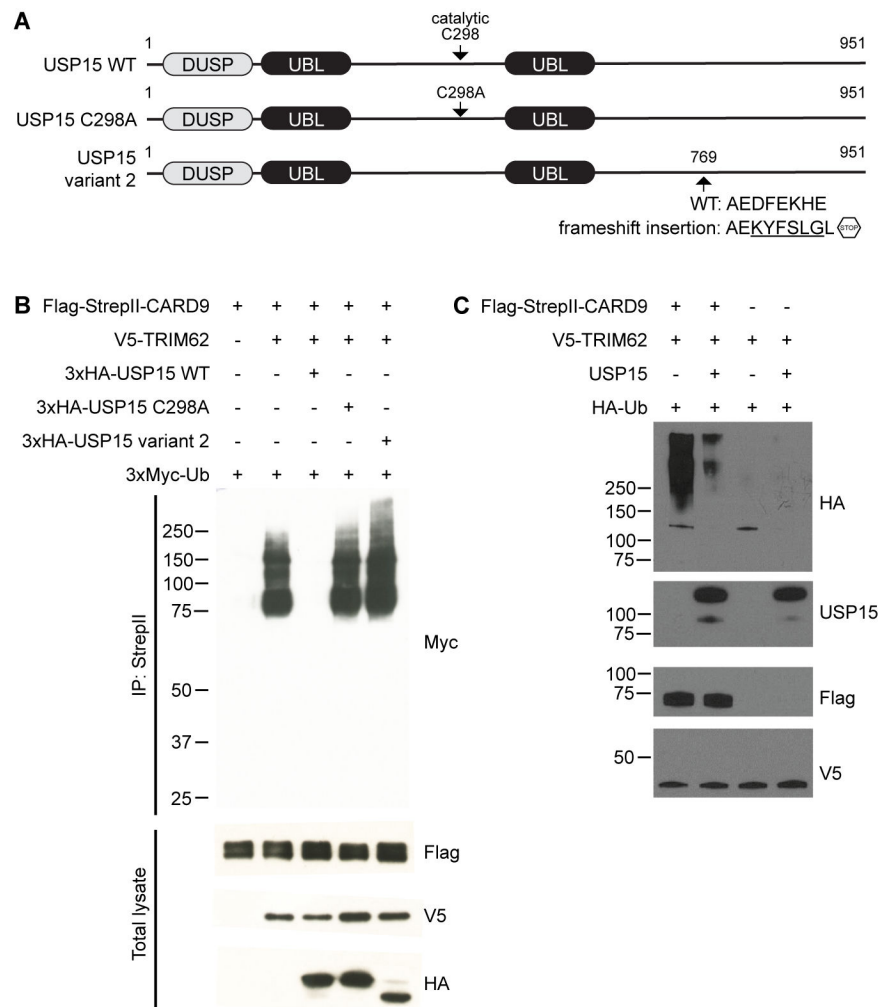 A
catalytic
C298
1
951
USP15 WT
DUSP
UBL
UBL
1
C298A
951
USP15 C298A
DUSP
UBL
UBL
USP15
variant 2
1
769
951
DUSP
UBL
UBL
WT: AEDFEKHE
frameshift insertion: AEKYFSLGL STOP
B
Flag-StrepII-CARD9 + + + + +
V5-TRIM62 - + + + +
3xHA-USP15 WT - - + - -
3xHA-USP15 C298A - - - + -
3xHA-USP15 variant 2 - - - - +
3xMyc-Ub + + + + +
IP: StrepII
250
150
100
75
50
37
25
Myc
Total lysate
Flag
V5
HA
C
Flag-StrepII-CARD9 + + - -
V5-TRIM62 + + + +
USP15 - + - +
HA-Ub + + + +
250
150
100
75
HA
100
75
USP15
100
75
Flag
50
V5